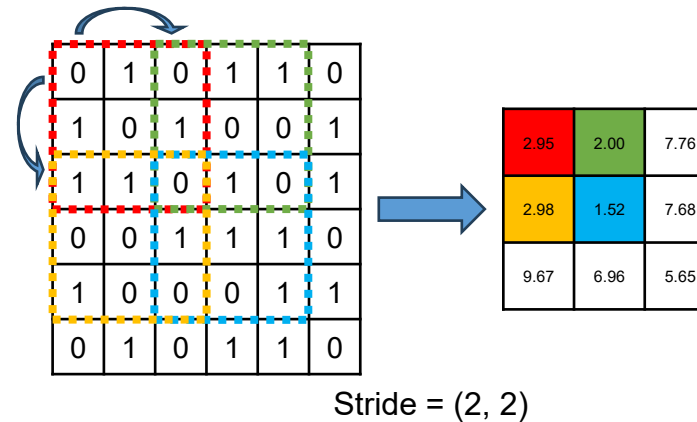 0 1 0 1 1 0
1 0 1 0 0 1
1 1 0 1 0 1
0 0 1 1 1 0
1 0 0 0 1 1
0 1 0 1 1 0
2.95 2.00 7.76
2.98 1.52 7.68
9.67 6.96 5.65
Stride = (2, 2)